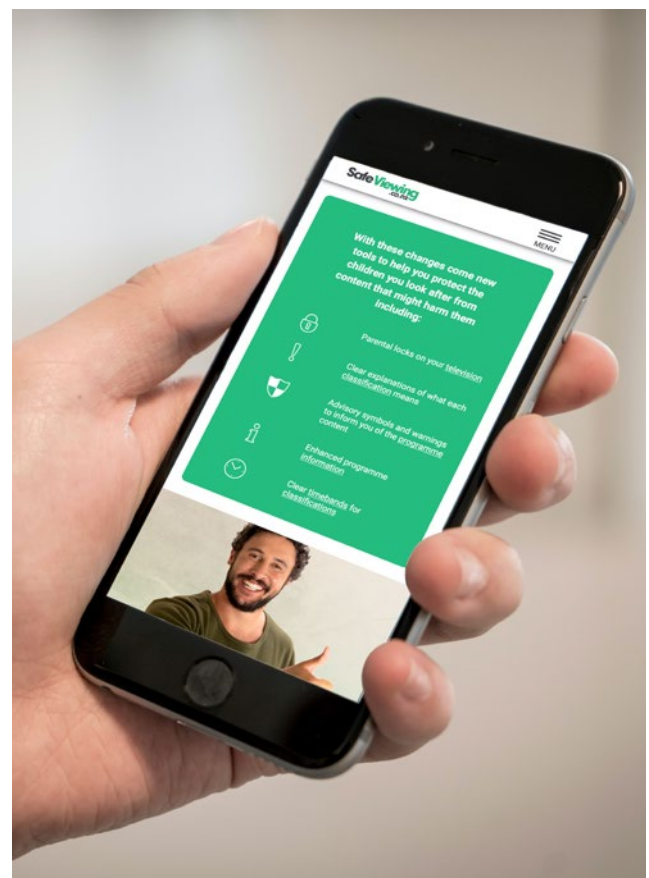 SafeViewing
.co.nz
MENU
With these changes come new
tools to help you protect the
children you look after from
content that might harm them
including:
Parental locks on your television
Clear explanations of what each
classification means
Advisory symbols and warnings
to inform you of the programme
content
Enhanced programme
information
Clear timebands for
classifications